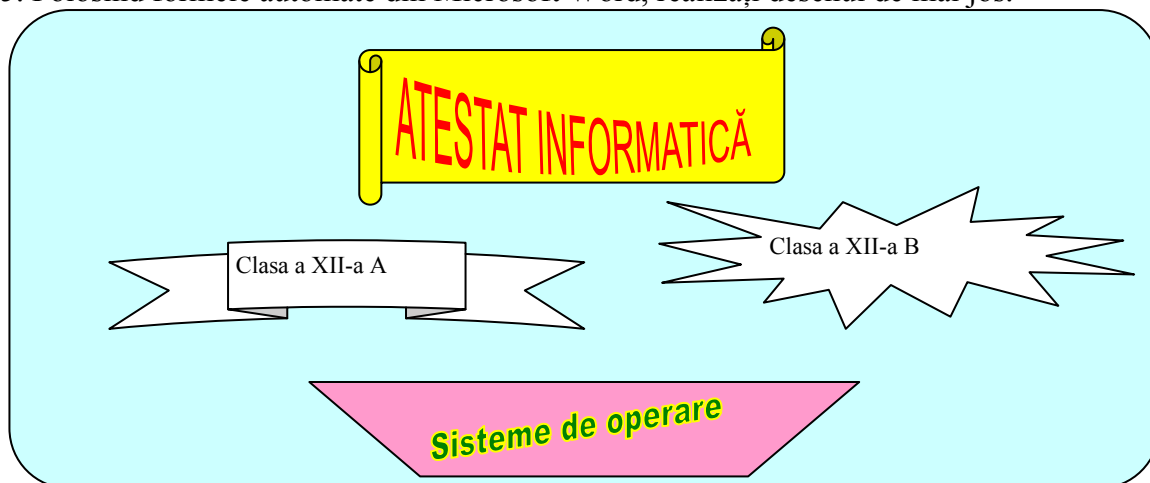 Folosind formele automate din Microsoft Word, realizați desenul de mai jos:
ATESTAT INFORMATICĂ
Clasa a XII-a A
Clasa a XII-a B
Sisteme de operare